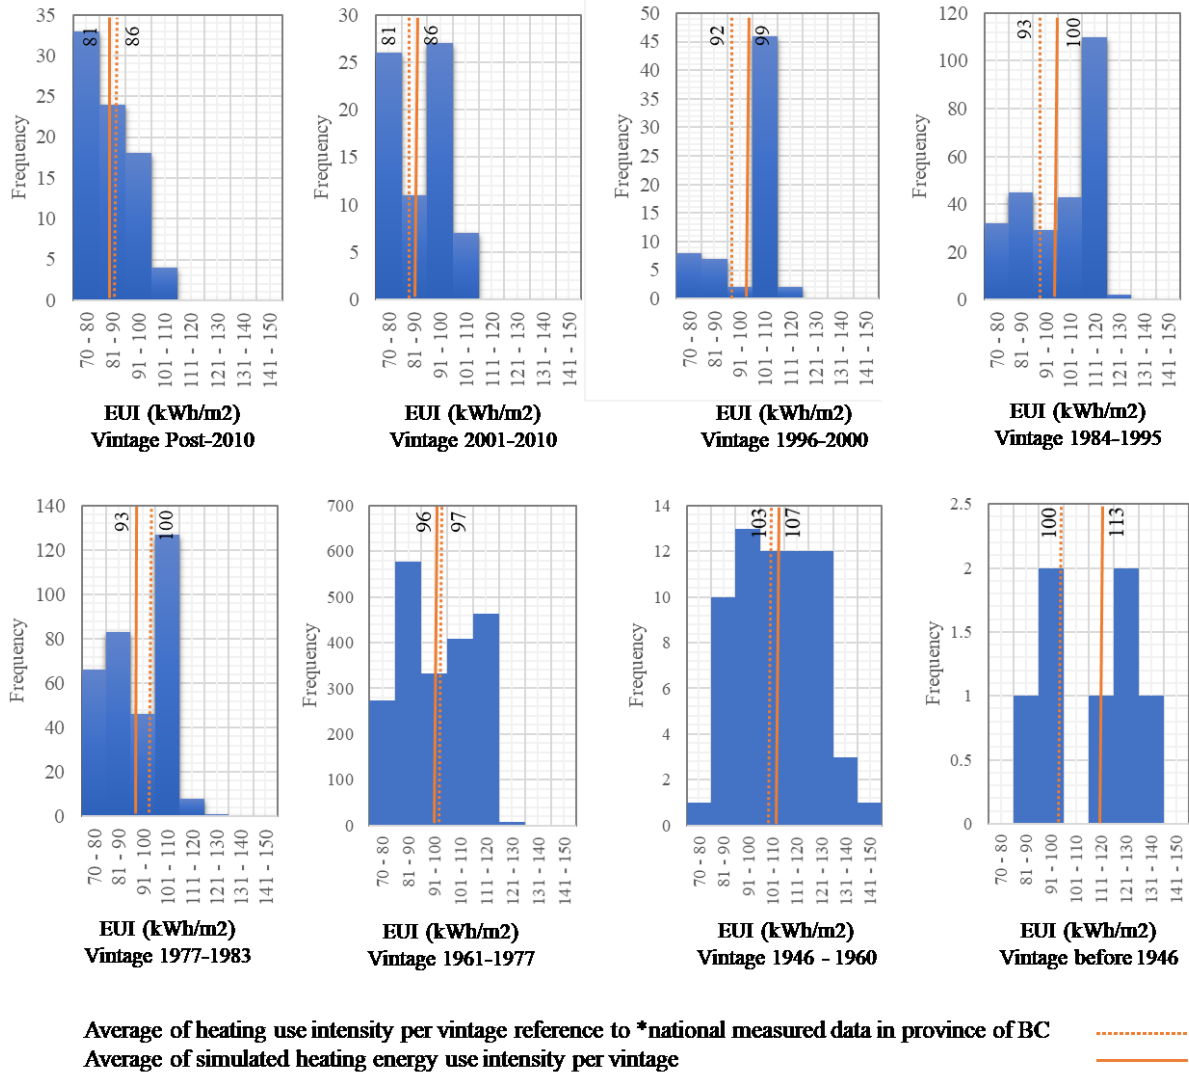 35
30
25
20
15
10
5
0
Frequency
81
86
70 - 80
81 - 90
91 - 100
101 - 110
111 - 120
121 - 130
131 - 140
141 - 150
EUI (kWh/m2)
Vintage Post-2010
30
25
20
15
10
5
0
Frequency
81
86
70 - 80
81 - 90
91 - 100
101 - 110
111 - 120
121 - 130
131 - 140
141 - 150
EUI (kWh/m2)
Vintage 2001-2010
50
45
40
35
30
25
20
15
10
5
0
Frequency
92
99
70 - 80
81 - 90
91 - 100
101 - 110
111 - 120
121 - 130
131 - 140
141 - 150
EUI (kWh/m2)
Vintage 1996-2000
120
100
80
60
40
20
0
Frequency
93
100
70 - 80
81 - 90
91 - 100
101 - 110
111 - 120
121 - 130
131 - 140
141 - 150
EUI (kWh/m2)
Vintage 1984-1995
140
120
100
80
60
40
20
0
Frequency
93
100
70 - 80
81 - 90
91 - 100
101 - 110
111 - 120
121 - 130
131 - 140
141 - 150
EUI (kWh/m2)
Vintage 1977-1983
700
600
500
400
300
200
100
0
Frequency
96
97
70 - 80
81 - 90
91 - 100
101 - 110
111 - 120
121 - 130
131 - 140
141 - 150
EUI (kWh/m2)
Vintage 1961-1977
14
12
10
8
6
4
2
0
Frequency
103
107
70 - 80
81 - 90
91 - 100
101 - 110
111 - 120
121 - 130
131 - 140
141 - 150
EUI (kWh/m2)
Vintage 1946 - 1960
2.5
2
1.5
1
0.5
0
Frequency
100
113
70 - 80
81 - 90
91 - 100
101 - 110
111 - 120
121 - 130
131 - 140
141 - 150
EUI (kWh/m2)
Vintage before 1946
Average of heating use intensity per vintage reference to *national measured data in province of BC
Average of simulated heating energy use intensity per vintage